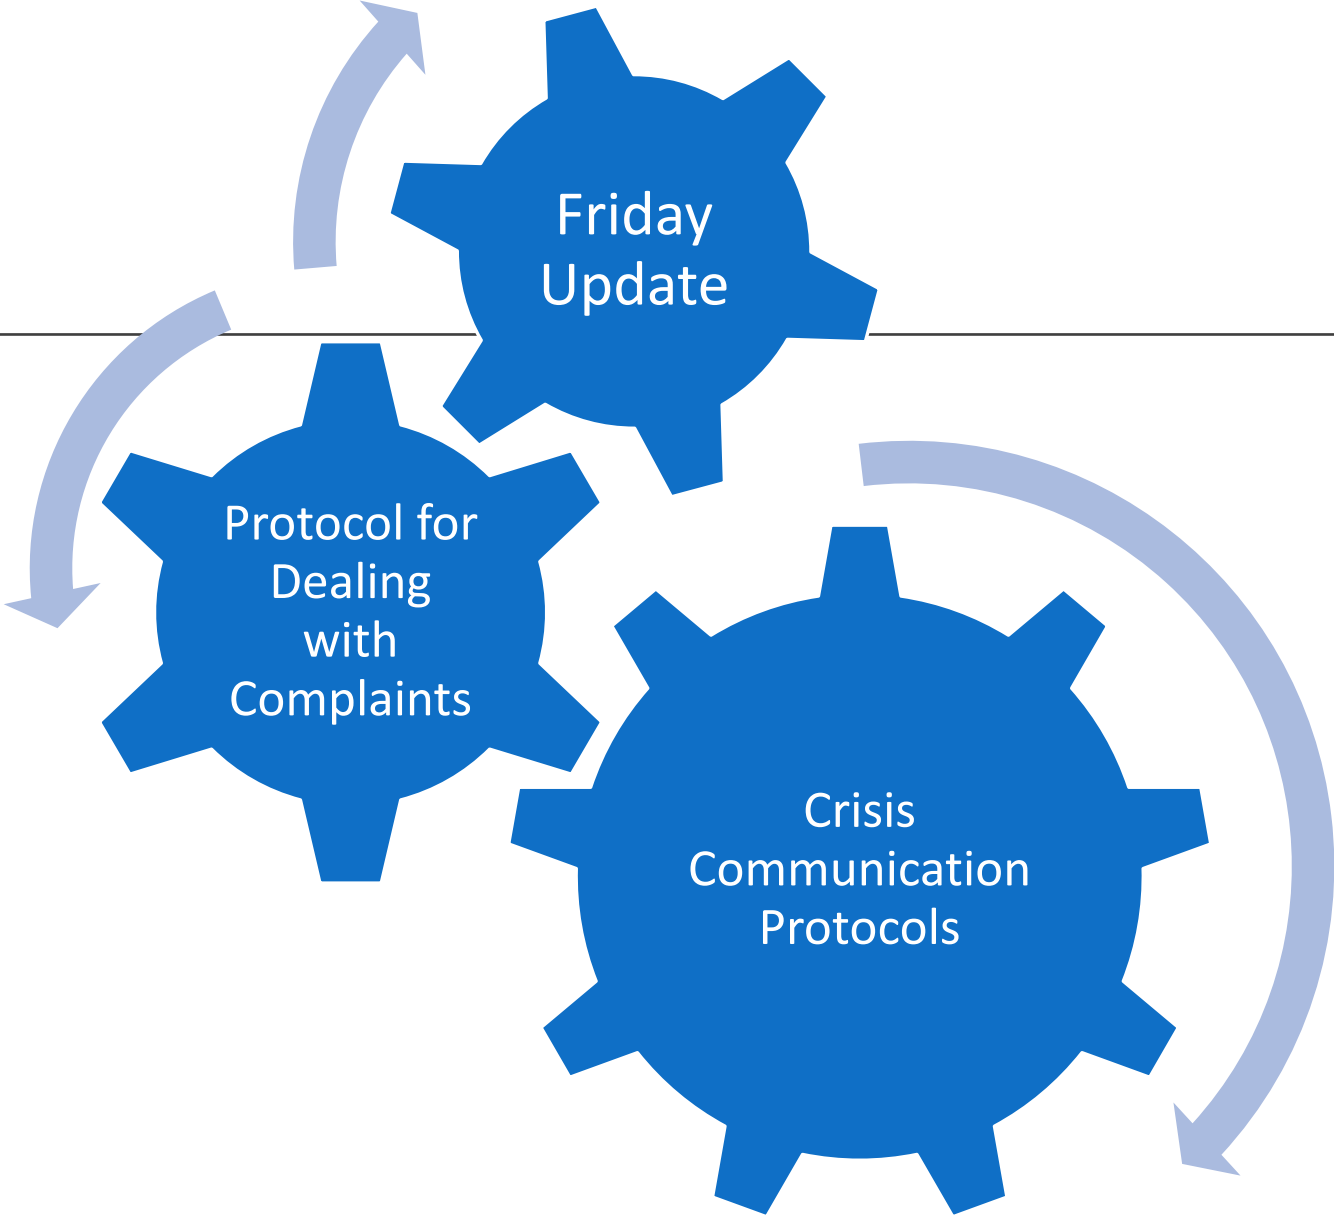 Friday
Update
Protocol for
Dealing
with
Complaints
Crisis
Communication
Protocols